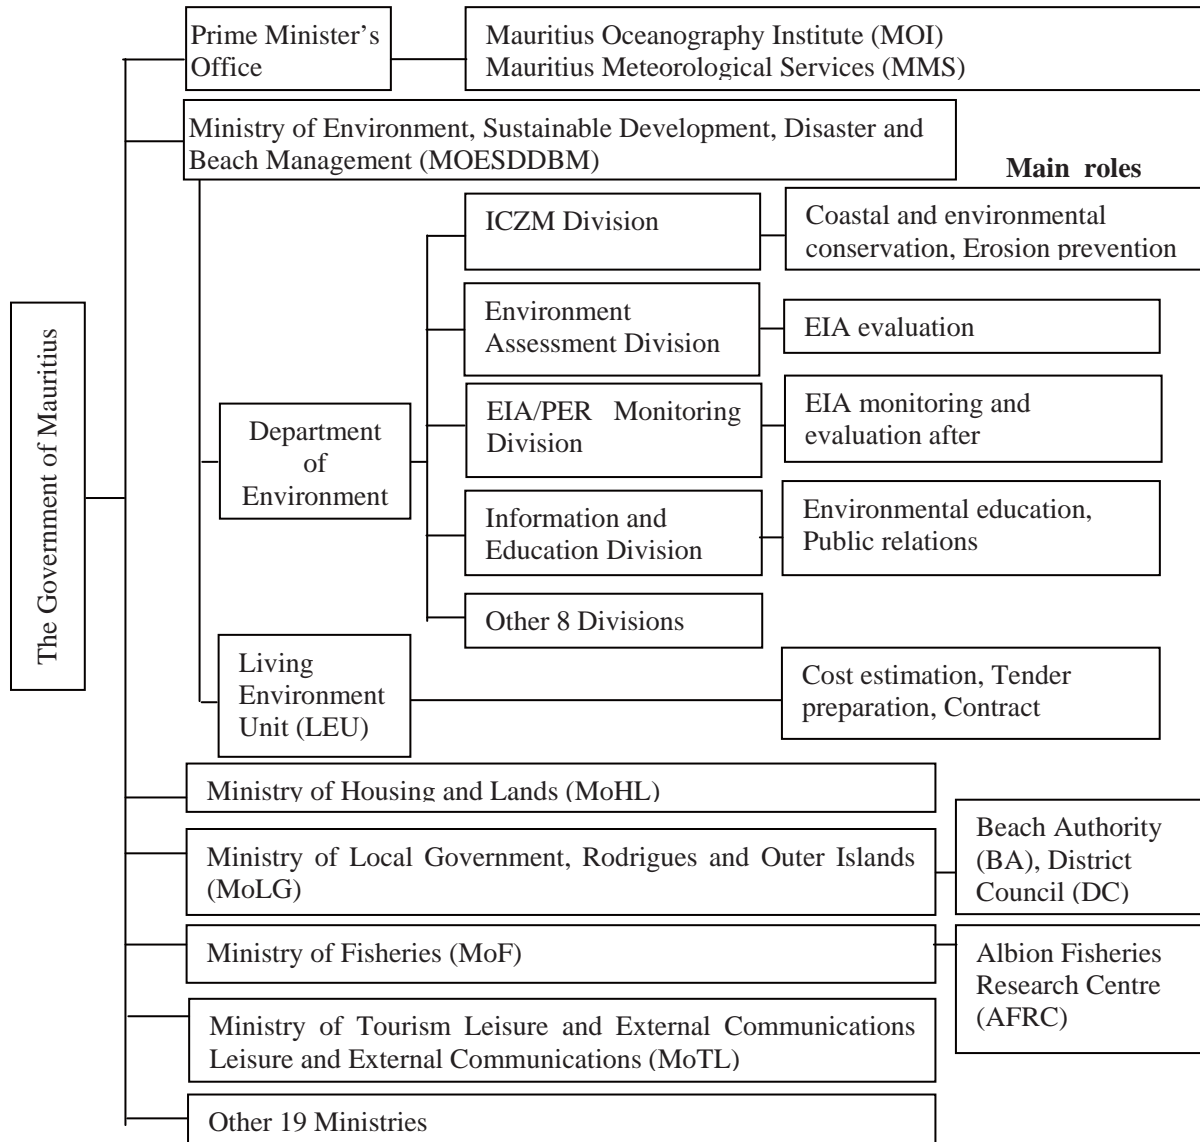 Prime Minister’s
Office
Mauritius Oceanography Institute (MOI)
Mauritius Meteorological Services (MMS)
Ministry of Environment, Sustainable Development, Disaster and
Beach Management (MOESDDBM)
Main roles
ICZM Division
Coastal and environmental
conservation, Erosion prevention
Environment
Assessment Division
EIA evaluation
The Government of Mauritius
Department
of
Environment
EIA/PER Monitoring
Division
EIA monitoring and
evaluation after
Information and
Education Division
Environmental education,
Public relations
Other 8 Divisions
Living
Environment
Unit (LEU)
Cost estimation, Tender
preparation, Contract
Ministry of Housing and Lands (MoHL)
Ministry of Local Government, Rodrigues and Outer Islands
(MoLG)
Beach Authority
(BA), District
Council (DC)
Ministry of Fisheries (MoF)
Albion Fisheries
Research Centre
(AFRC)
Ministry of Tourism Leisure and External Communications
Leisure and External Communications (MoTL)
Other 19 Ministries